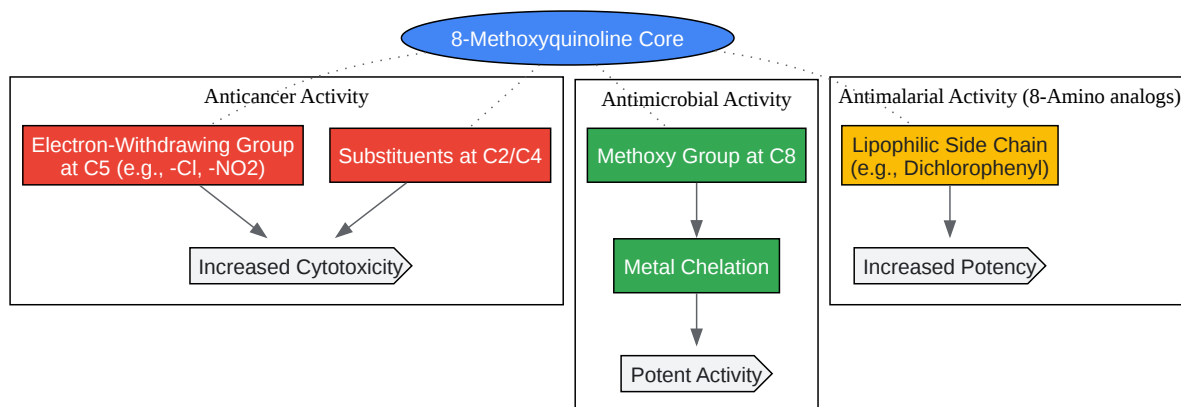 8-Methoxyquinoline Core
Anticancer Activity
Electron-Withdrawing Group
at C5 (e.g., -Cl, -NO2)
Substituents at C2/C4
Increased Cytotoxicity
Antimicrobial Activity
Methoxy Group at C8
Metal Chelation
Potent Activity
Antimalarial Activity (8-Amino analogs)
Lipophilic Side Chain
(e.g., Dichlorophenyl)
Increased Potency